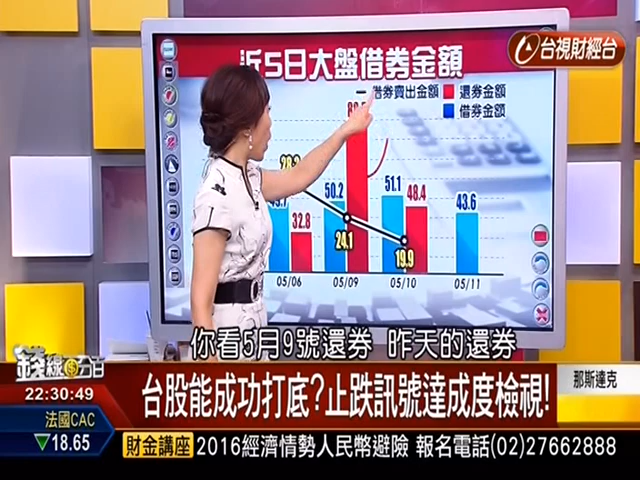 台視財經台
近5日大盤借券金額
借券賣出金額 還券金額
借券金額
50.2
51.1
48.4
43.6
32.8
24.1
19.9
05/06 05/09 05/10 05/11
你看5月9號還券 昨天的還券
錢線百分百
22:30:49
台股能成功打底?止跌訊號達成度檢視!
那斯達克
法國CAC
▼18.65
財金講座 2016經濟情勢人民幣避險 報名電話(02)27662888